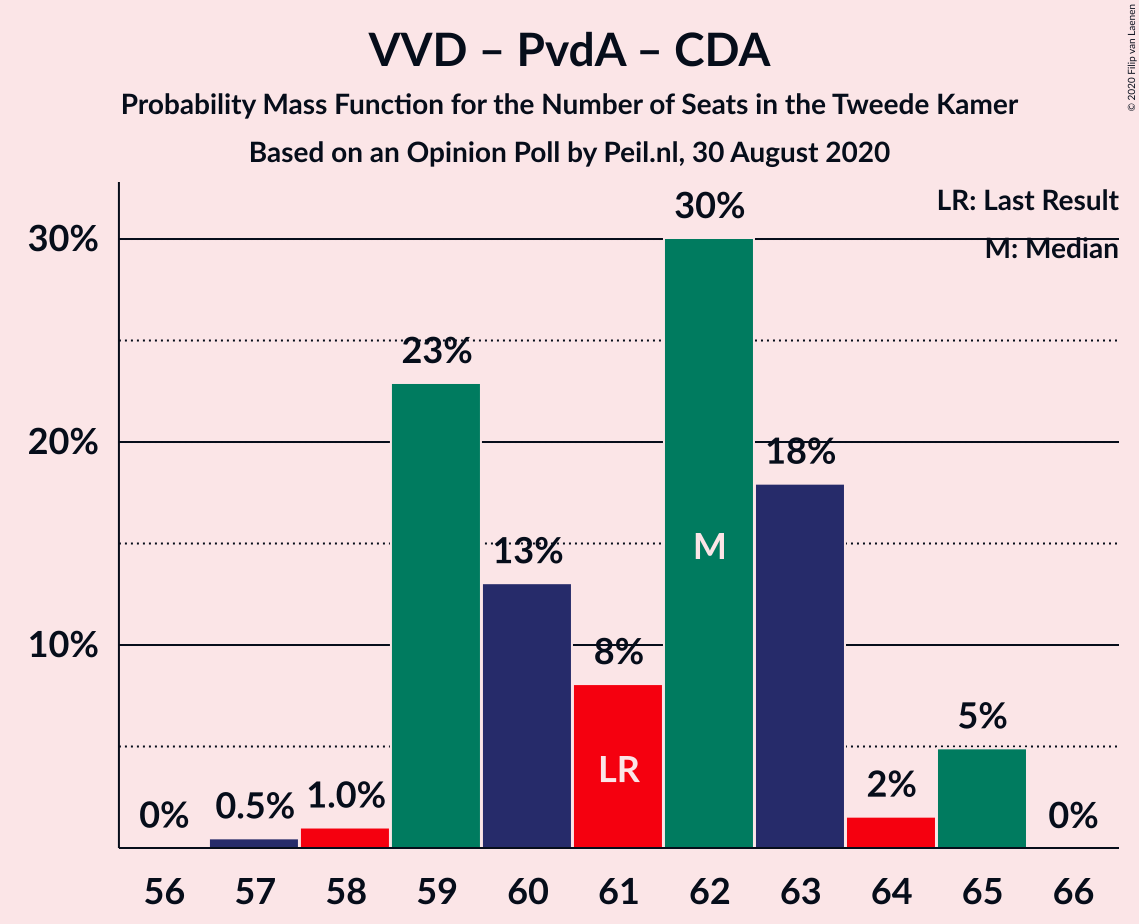 VVD – PvdA – CDA
Probability Mass Function for the Number of Seats in the Tweede Kamer
Based on an Opinion Poll by Peil.nl, 30 August 2020
© 2020 Filip van Laenen
LR: Last Result
M: Median
30%
20%
10%
0%
0.5%
1.0%
23%
13%
8%
30%
18%
2%
5%
0%
LR
M
56 57 58 59 60 61 62 63 64 65 66